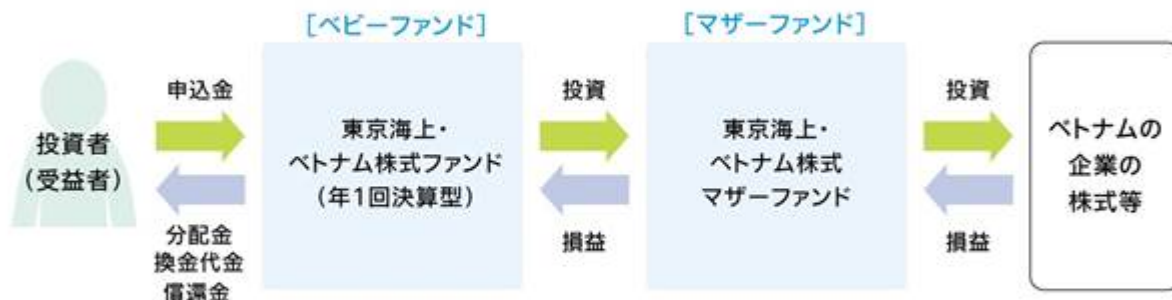 [ベビーファンド]
[マザーファンド]
投資者
（受益者）
申込金
分配金
換金代金
償還金
東京海上・
ベトナム株式ファンド
（年1回決算型）
投資
損益
東京海上・
ベトナム株式
マザーファンド
投資
損益
ベトナムの
企業の
株式等